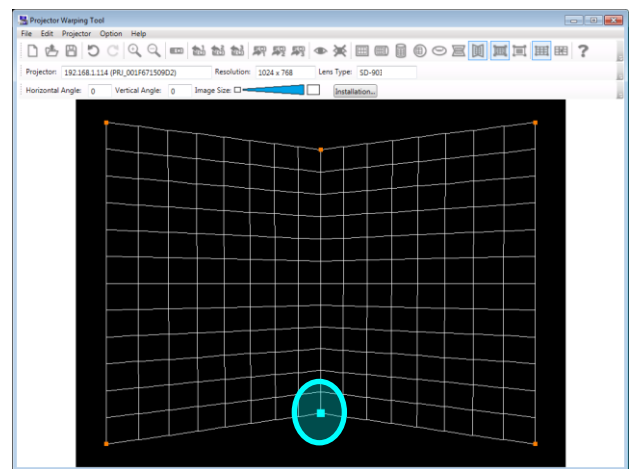 Projector Warping Tool
File Edit Projector Option Help
?
Projector: 192.168.1.114 (PRJ_001F671509D2) Resolution: 1024 x 768 Lens Type: SD-903
Horizontal Angle: 0 Vertical Angle: 0 Image Size: Installation...